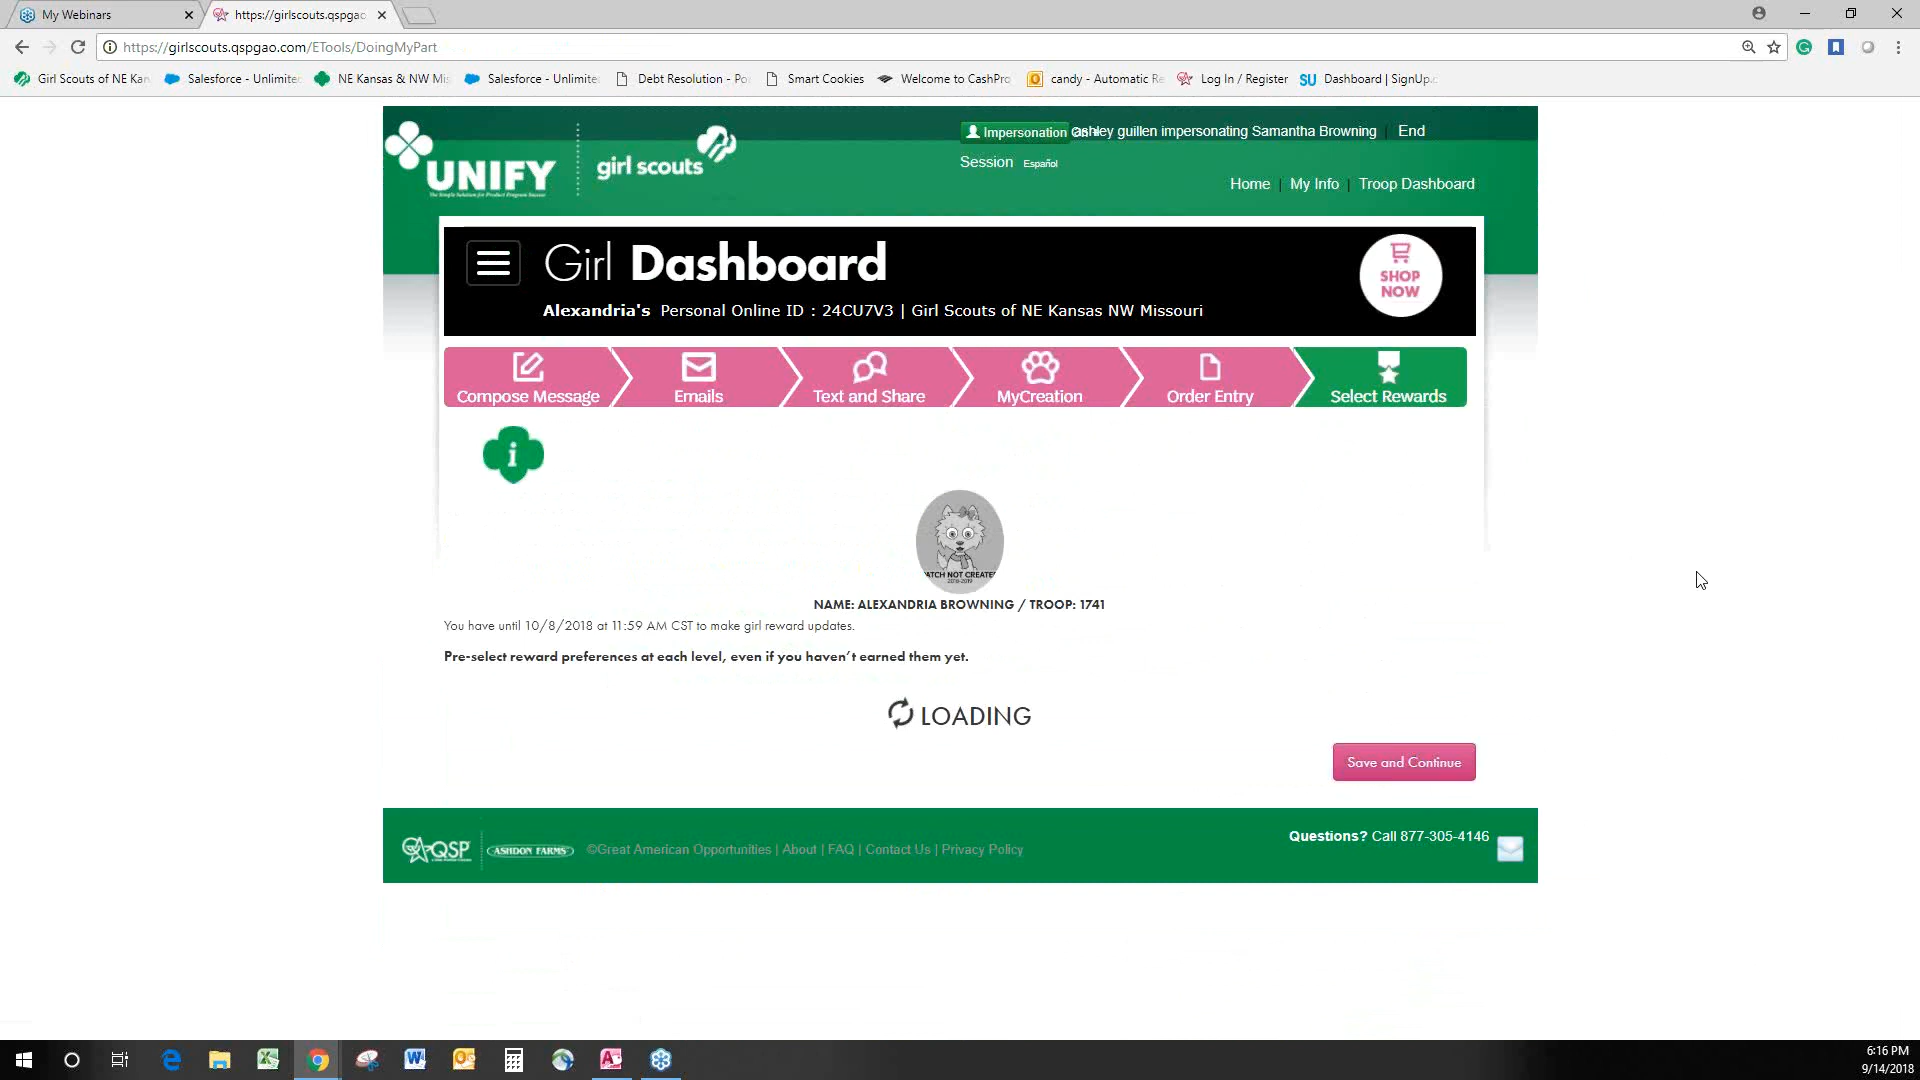 My Webinars
https://girlscouts.qspgao
https://girlscouts.qspgao.com/ETools/DoingMyPart
Girl Scouts of NE Kan
Salesforce - Unlimite
NE Kansas & NW Mis
Salesforce - Unlimite
Debt Resolution - Po
Smart Cookies
Welcome to CashPro
candy - Automatic Re
Log In / Register
SU Dashboard | SignUp.
UNIFY
girl scouts
Impersonation
ashley guillen impersonating Samantha Browning | End
Session Español
Home | My Info | Troop Dashboard
Girl Dashboard
SHOP
NOW
Alexandria's Personal Online ID : 24CU7V3 | Girl Scouts of NE Kansas NW Missouri
Compose Message
Emails
Text and Share
MyCreation
Order Entry
Select Rewards
i
ATCH NOT CREATE
2018-2019
NAME: ALEXANDRIA BROWNING / TROOP: 1741
You have until 10/8/2018 at 11:59 AM CST to make girl reward updates.
Pre-select reward preferences at each level, even if you haven't earned them yet.
LOADING
Save and Continue
QSP
ASHDON FARMS
©Great American Opportunities | About | FAQ | Contact Us | Privacy Policy
Questions? Call 877-305-4146
6:16 PM
9/14/2018